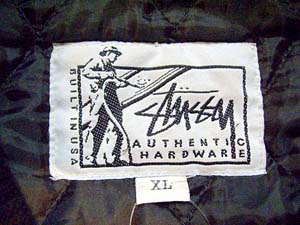 BUILT IN USA
Stüssy
AUTHENTIC
HARDWARE
XL